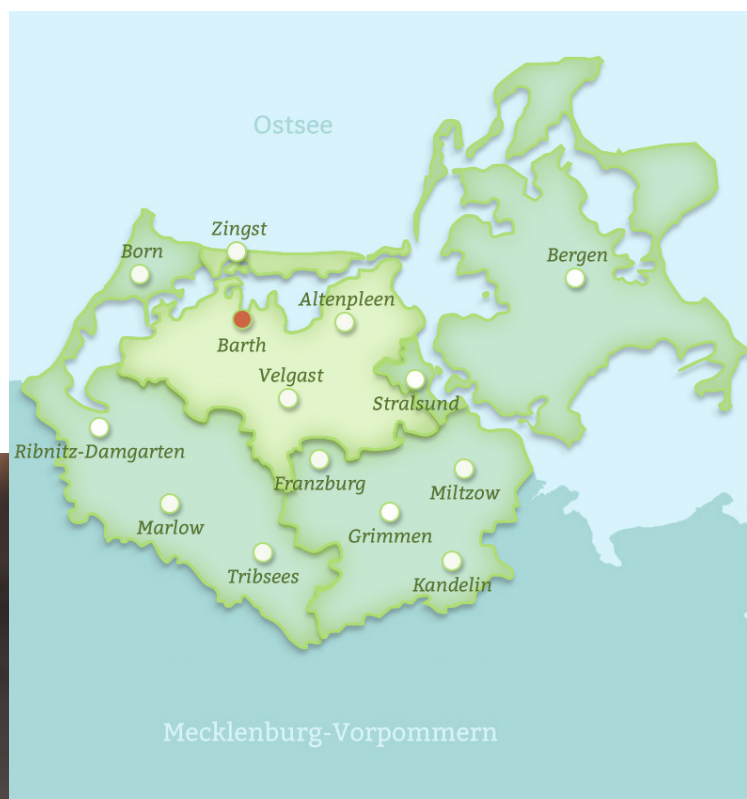 Ostsee
Zingst
Born
Bergen
Altenpleen
Barth
Velgast
Stralsund
Ribnitz-Damgarten
Franzburg
Miltzow
Marlow
Grimmen
Tribsees
Kandelin
Mecklenburg-Vorpommern